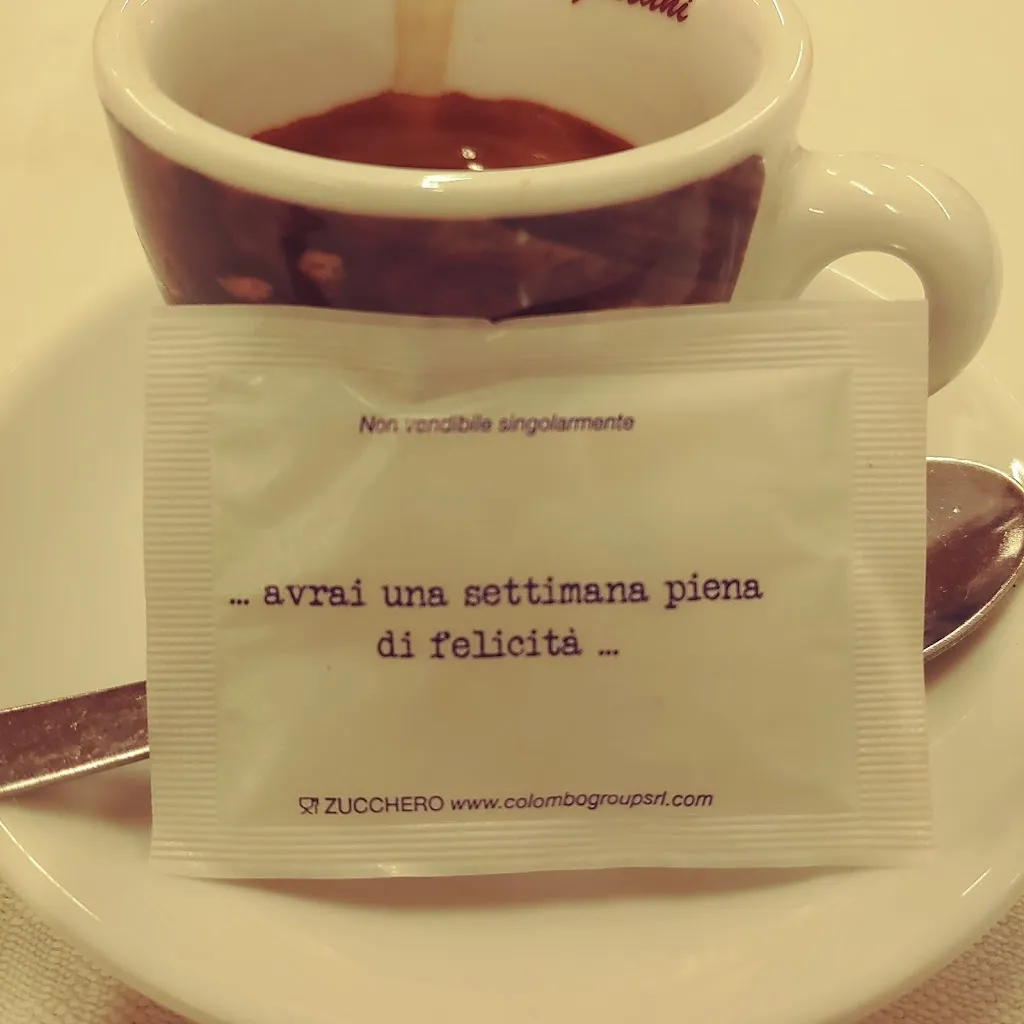 Non vendibile singolarmente
... avrai una settimana piena
di felicità ...
ZUCCHERO www.colombogroupsrl.com